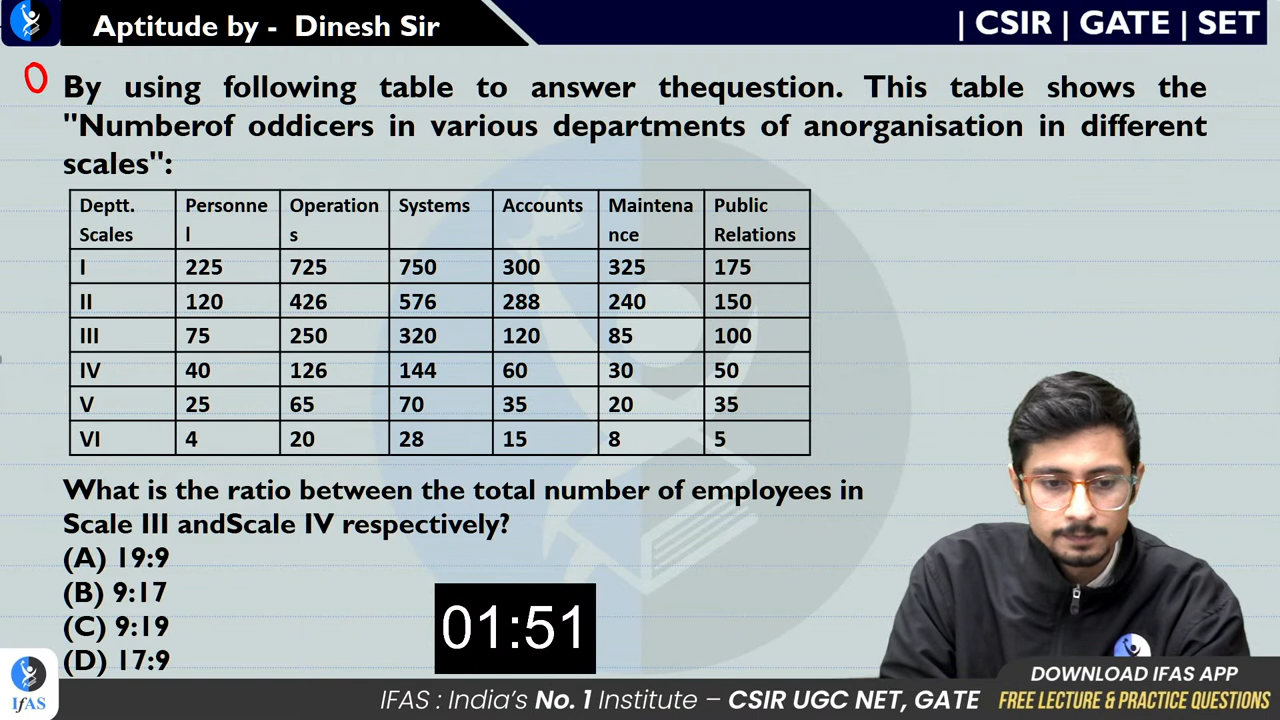 Aptitude by - Dinesh Sir
| CSIR | GATE | SET
By using following table to answer thequestion. This table shows the
"Numberof oddicers in various departments of anorganisation in different
scales":
Deptt. Personne Operation Systems Accounts Maintena Public
Scales l s nce Relations
I 225 725 750 300 325 175
II 120 426 576 288 240 150
III 75 250 320 120 85 100
IV 40 126 144 60 30 50
V 25 65 70 35 20 35
VI 4 20 28 15 8 5
What is the ratio between the total number of employees in
Scale III andScale IV respectively?
(A) 19:9
(B) 9:17
(C) 9:19
(D) 17:9
01:51
DOWNLOAD IFAS APP
FREE LECTURE & PRACTICE QUESTIONS
IFAS
IFAS : India's No. 1 Institute – CSIR UGC NET, GATE